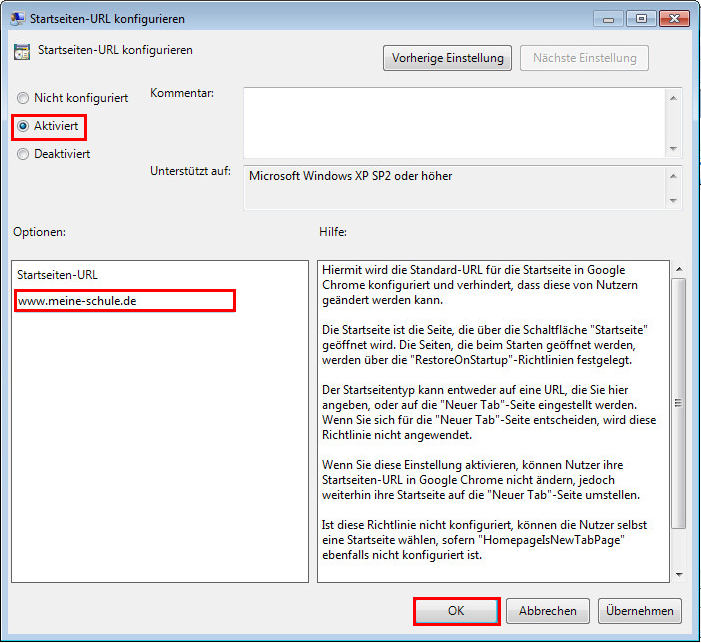 Startseiten-URL konfigurieren
Startseiten-URL konfigurieren
Vorherige Einstellung
Nächste Einstellung
Nicht konfiguriert
Kommentar:
Aktiviert
Deaktiviert
Unterstützt auf:
Microsoft Windows XP SP2 oder höher
Optionen:
Hilfe:
Startseiten-URL
www.meine-schule.de
Hiermit wird die Standard-URL für die Startseite in Google
Chrome konfiguriert und verhindert, dass diese von Nutzern
geändert werden kann.
Die Startseite ist die Seite, die über die Schaltfläche "Startseite"
geöffnet wird. Die Seiten, die beim Starten geöffnet werden,
werden über die "RestoreOnStartup"-Richtlinien festgelegt.
Der Startseitentyp kann entweder auf eine URL, die Sie hier
angeben, oder auf die "Neuer Tab"-Seite eingestellt werden.
Wenn Sie sich für die "Neuer Tab"-Seite entscheiden, wird diese
Richtlinie nicht angewendet.
Wenn Sie diese Einstellung aktivieren, können Nutzer ihre
Startseiten-URL in Google Chrome nicht ändern, jedoch
weiterhin ihre Startseite auf die "Neuer Tab"-Seite umstellen.
Ist diese Richtlinie nicht konfiguriert, können die Nutzer selbst
eine Startseite wählen, sofern "HomepageIsNewTabPage"
ebenfalls nicht konfiguriert ist.
OK
Abbrechen
Übernehmen